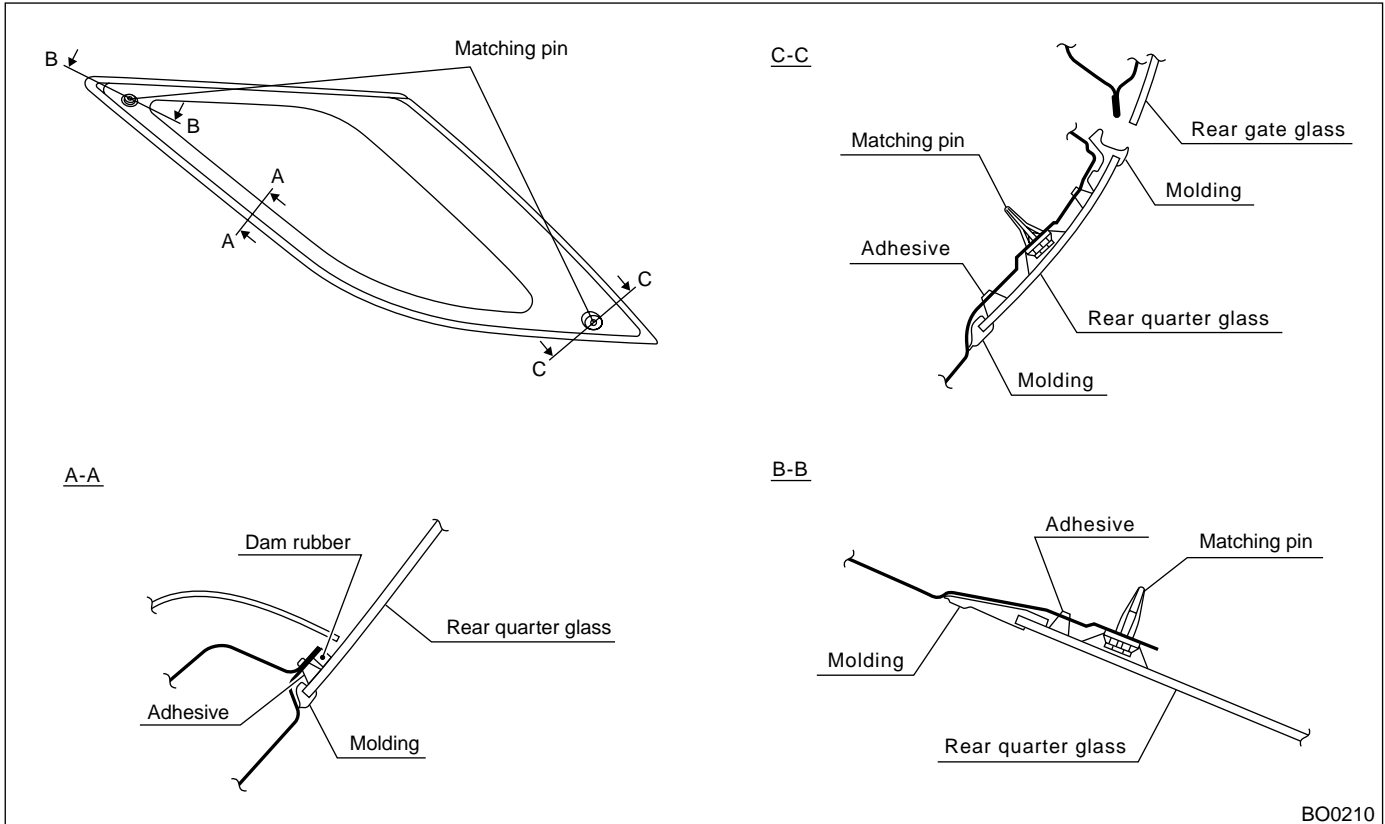 B
Matching pin
B
A
A
C
C
C-C
Matching pin
Rear gate glass
Molding
Adhesive
Rear quarter glass
Molding
A-A
Dam rubber
Rear quarter glass
Adhesive
Molding
B-B
Adhesive
Matching pin
Molding
Rear quarter glass
BO0210